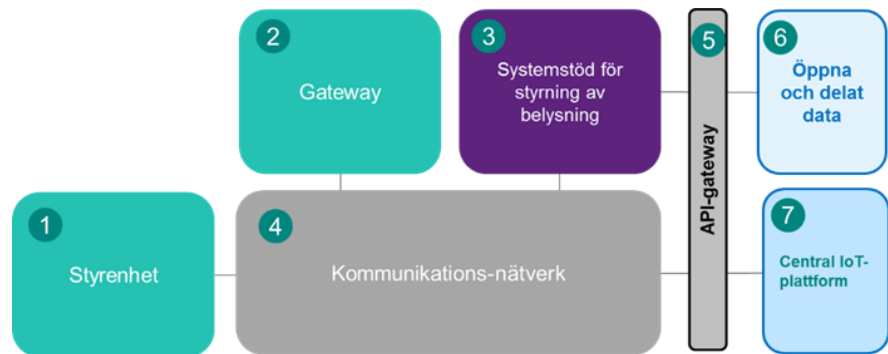 2
Gateway
3
Systemstöd för
styrning av
belysning
5
API-gateway
6
Öppna
och delat
data
1
Styrenhet
4
Kommunikations-nätverk
7
Central IoT-
plattform